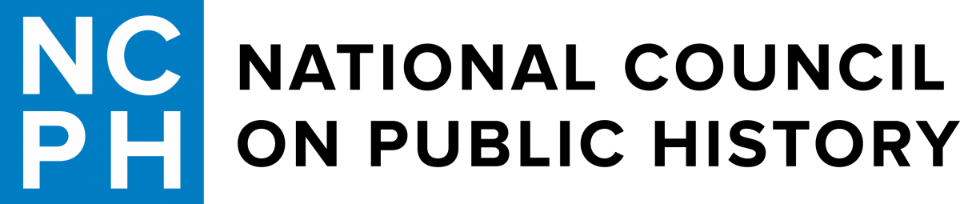 NC
PH
NATIONAL COUNCIL
ON PUBLIC HISTORY